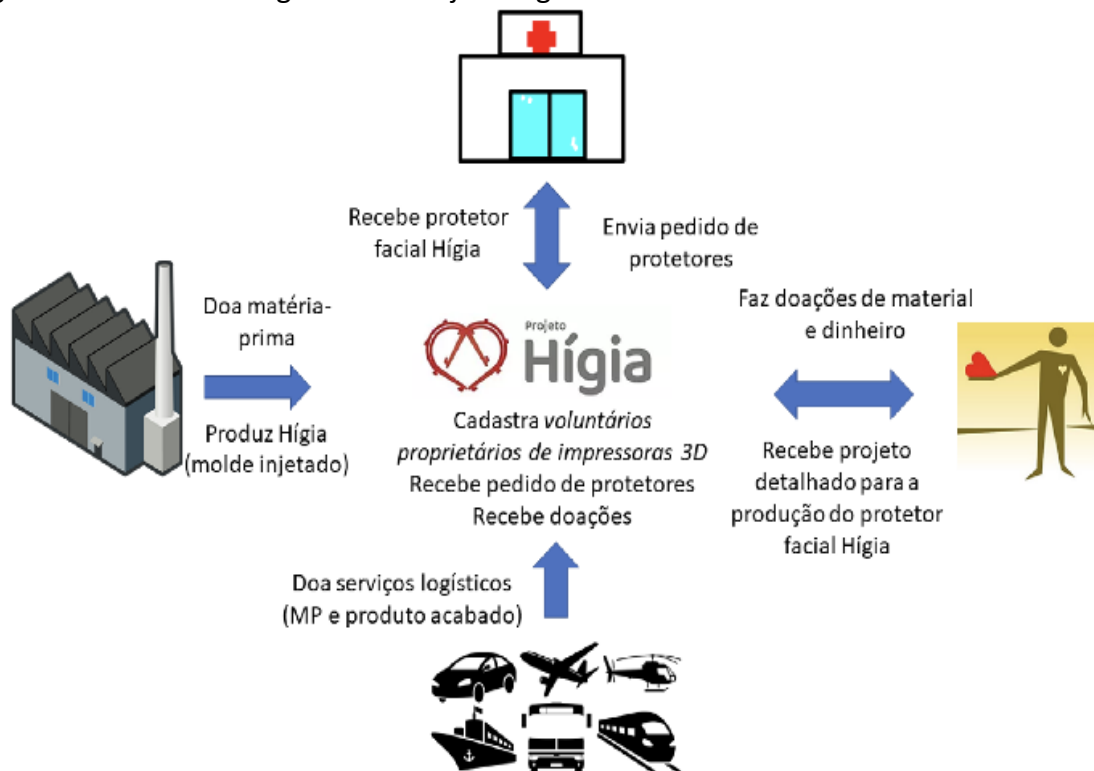 Recebe protetor
facial Hígia
Envia pedido de
protetores
Doa matéria-
prima
Produz Hígia
(molde injetado)
Projeto
Hígia
Cadastra voluntários
proprietários de impressoras 3D
Recebe pedido de protetores
Recebe doações
Faz doações de material
e dinheiro
Recebe projeto
detalhado para a
produção do protetor
facial Hígia
Doa serviços logísticos
(MP e produto acabado)